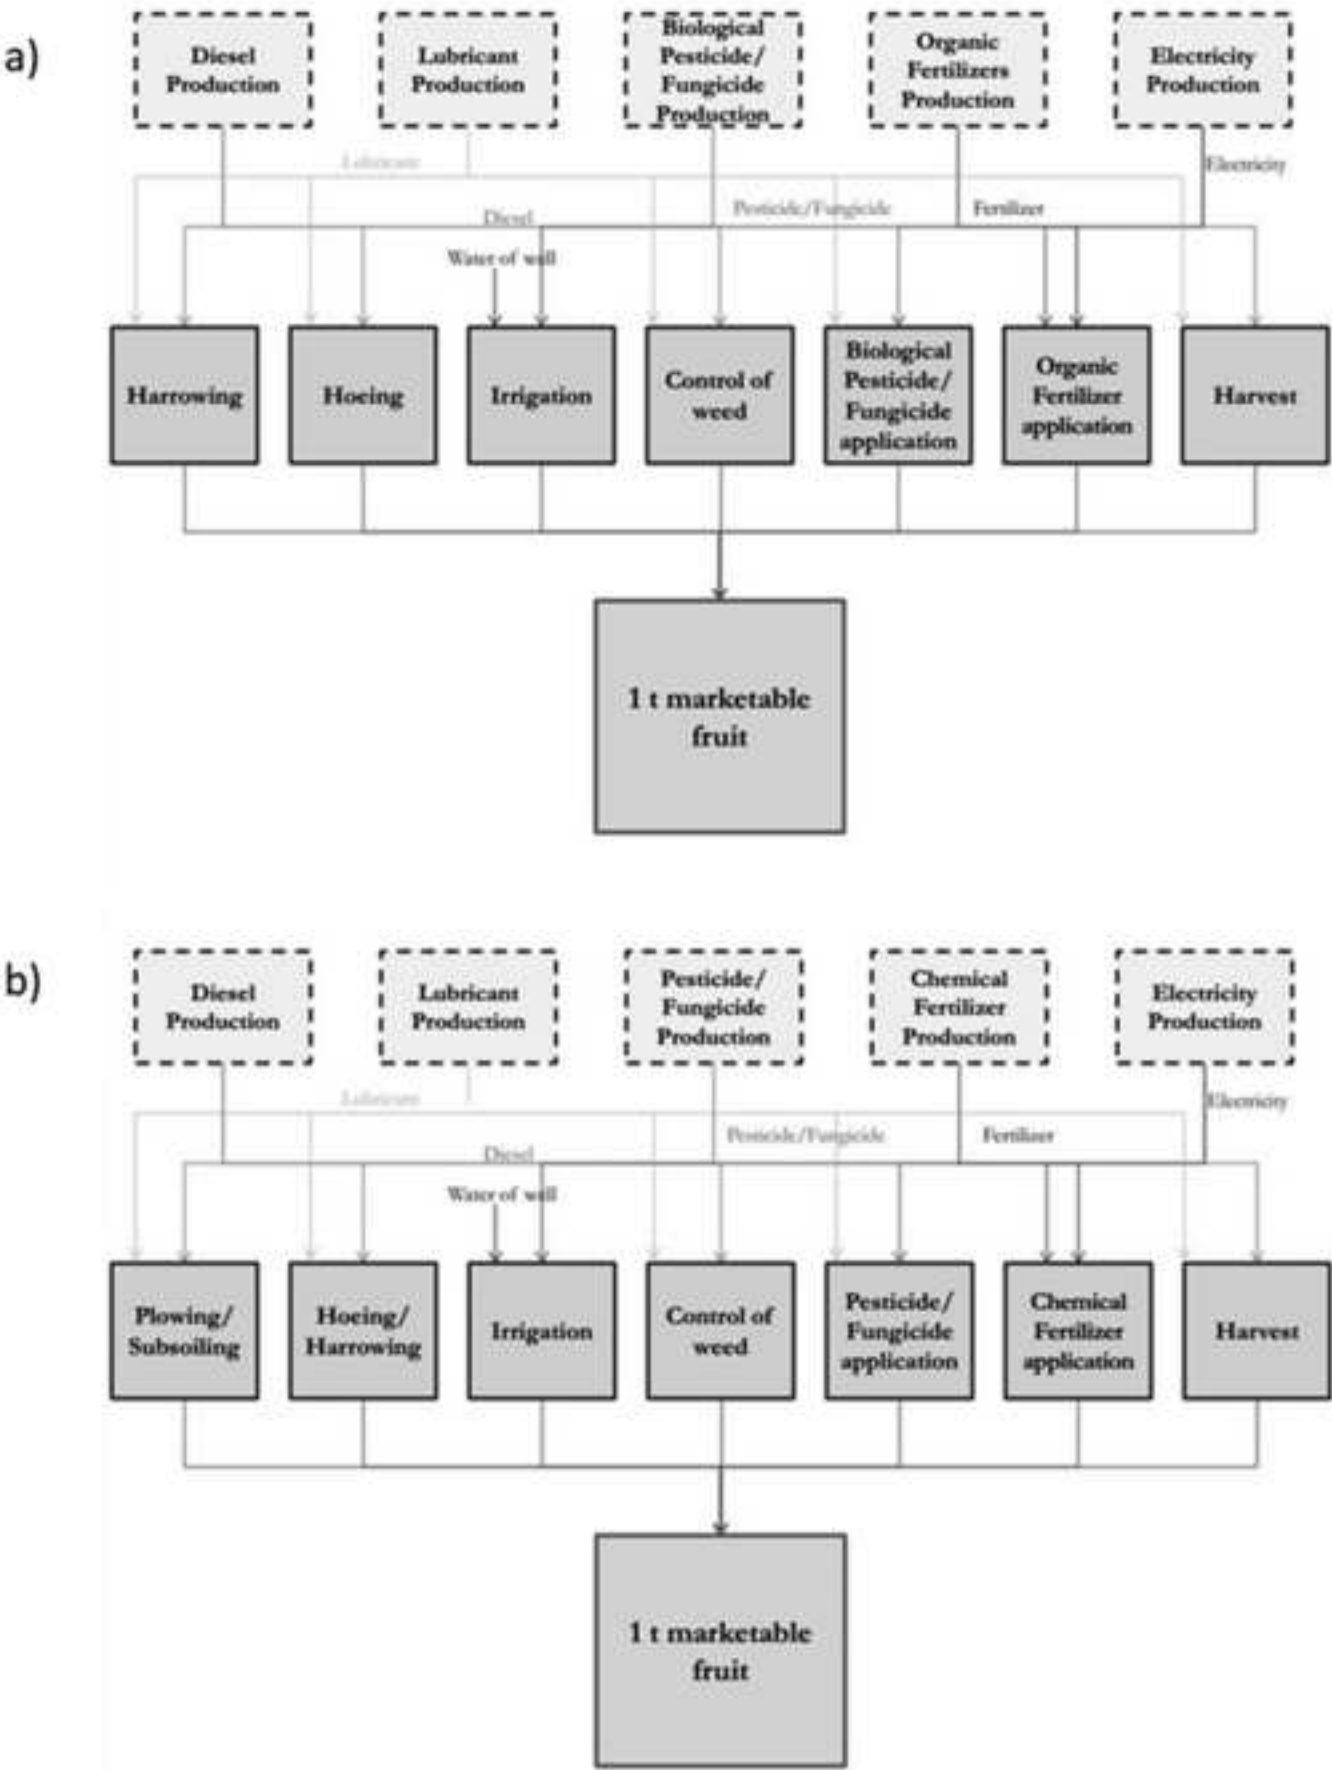 a)
Diesel
Production
Lubricant
Production
Biological
Pesticide/
Fungicide
Production
Organic
Fertilizers
Production
Electricity
Production
Lubricant
Electricity
Diesel
Pesticide/Fungicide
Fertilizer
Water of well
Harrowing
Hoeing
Irrigation
Control of
weed
Biological
Pesticide/
Fungicide
application
Organic
Fertilizer
application
Harvest
1 t marketable
fruit
b)
Diesel
Production
Lubricant
Production
Pesticide/
Fungicide
Production
Chemical
Fertilizer
Production
Electricity
Production
Lubricant
Electricity
Pesticide/Fungicide
Fertilizer
Diesel
Water of well
Plowing/
Subsoiling
Hoeing/
Harrowing
Irrigation
Control of
weed
Pesticide/
Fungicide
application
Chemical
Fertilizer
application
Harvest
1 t marketable
fruit